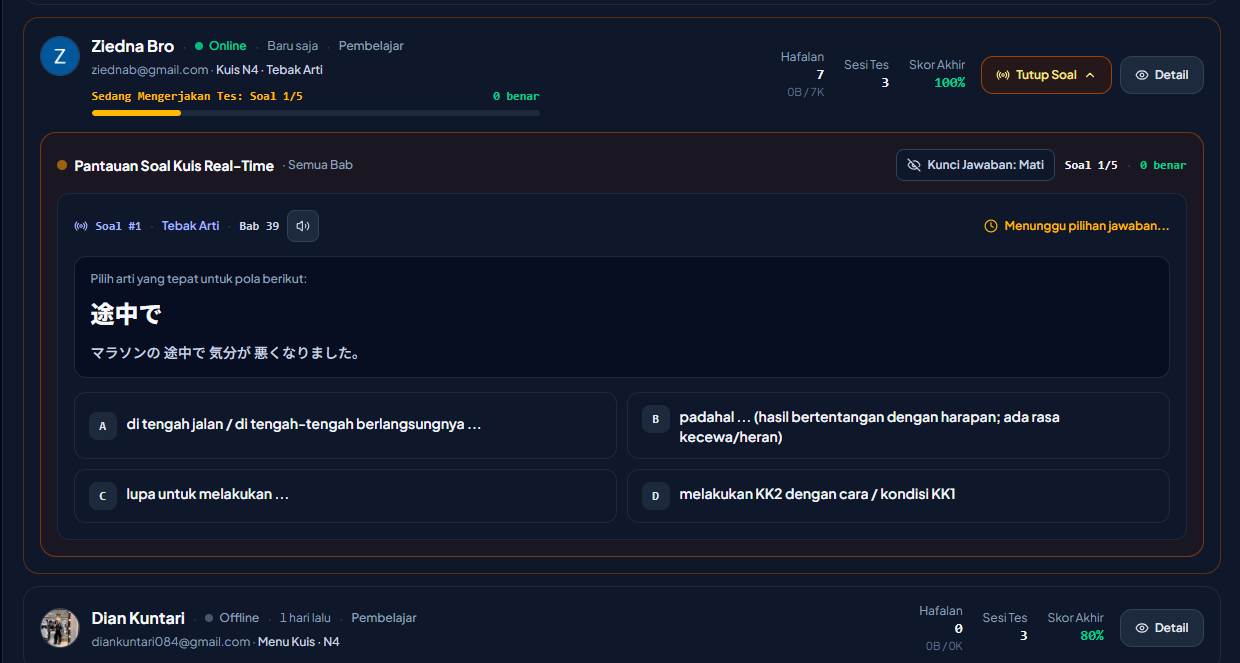 Z
Ziedna Bro · Online · Baru saja · Pembelajar
ziednab@gmail.com · Kuis N4 · Tebak Arti
Sedang Mengerjakan Tes: Soal 1/5 0 benar
Hafalan
7
0B / 7K
Sesi Tes
3
Skor Akhir
100%
Tutup Soal
Detail
Pantauan Soal Kuis Real-Time · Semua Bab
Kunci Jawaban: Mati
Soal 1/5 · 0 benar
Soal #1 · Tebak Arti · Bab 39
Menunggu pilihan jawaban...
Pilih arti yang tepat untuk pola berikut:
途中で
マラソンの 途中で 気分が 悪くなりました。
A di tengah jalan / di tengah-tengah berlangsungnya ...
B padahal ... (hasil bertentangan dengan harapan; ada rasa
kecewa/heran)
C lupa untuk melakukan ...
D melakukan KK2 dengan cara / kondisi KK1
Dian Kuntari · Offline · 1 hari lalu · Pembelajar
diankuntari084@gmail.com · Menu Kuis · N4
Hafalan
0
0B / 0K
Sesi Tes
3
Skor Akhir
80%
Detail